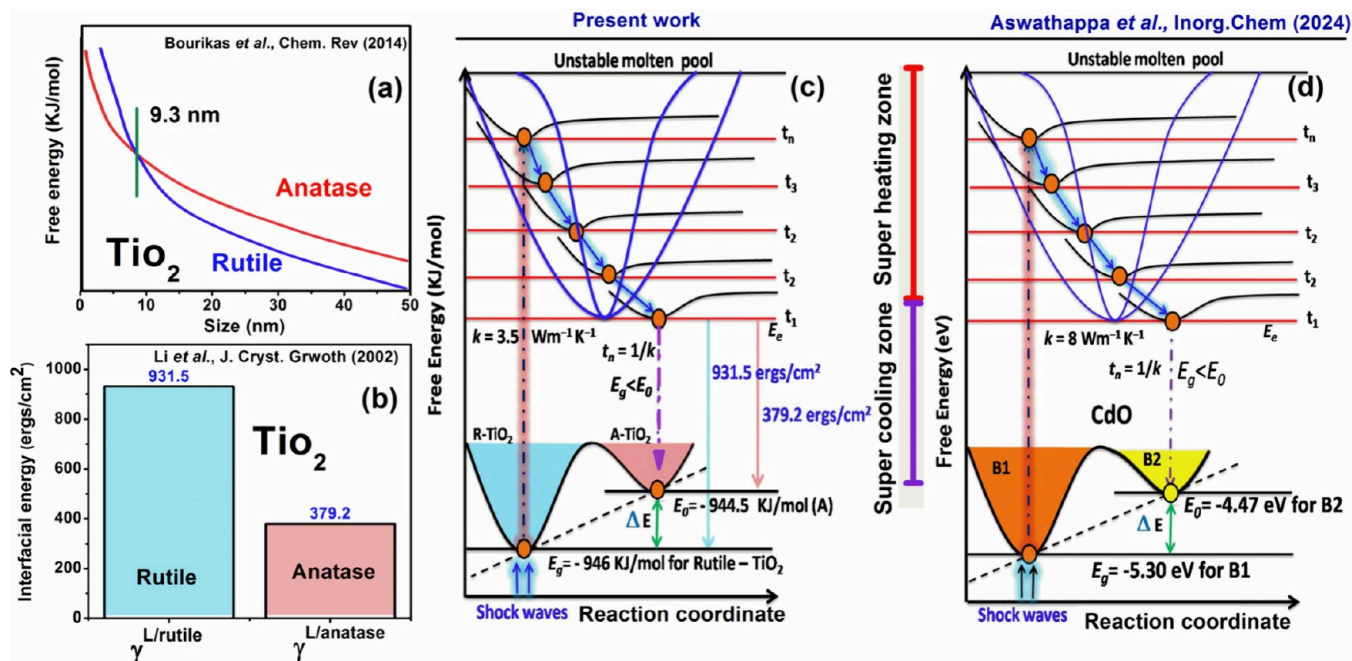 Present work
Aswathappa et al., Inorg.Chem (2024)
Bourikas et al., Chem. Rev (2014)
(a)
9.3 nm
Anatase
Rutile
TiO2
Free energy (KJ/mol)
0 10 20 30 40 50
Size (nm)
Li et al., J. Cryst. Grwoth (2002)
(b)
931.5
379.2
TiO2
Rutile
Anatase
Interfacial energy (ergs/cm2)
1000
800
600
400
200
0
γL/rutile
γL/anatase
Unstable molten pool
(c)
tn
t3
t2
t2
t1
Ee
k = 3.5 Wm−1 K−1
tn = 1/k
Eg<E0
931.5 ergs/cm2
379.2 ergs/cm2
R-TiO2
A-TiO2
E0= - 944.5 KJ/mol (A)
Δ E
Eg= - 946 KJ/mol for Rutile – TiO2
Free Energy (KJ/mol)
Shock waves
Reaction coordinate
Super heating zone
Super cooling zone
Unstable molten pool
(d)
tn
t3
t2
t2
t1
Ee
k = 8 Wm−1 K−1
tn = 1/k
Eg<E0
CdO
B1
B2
E0= -4.47 eV for B2
Δ E
Eg= -5.30 eV for B1
Free Energy (eV)
Shock waves
Reaction coordinate